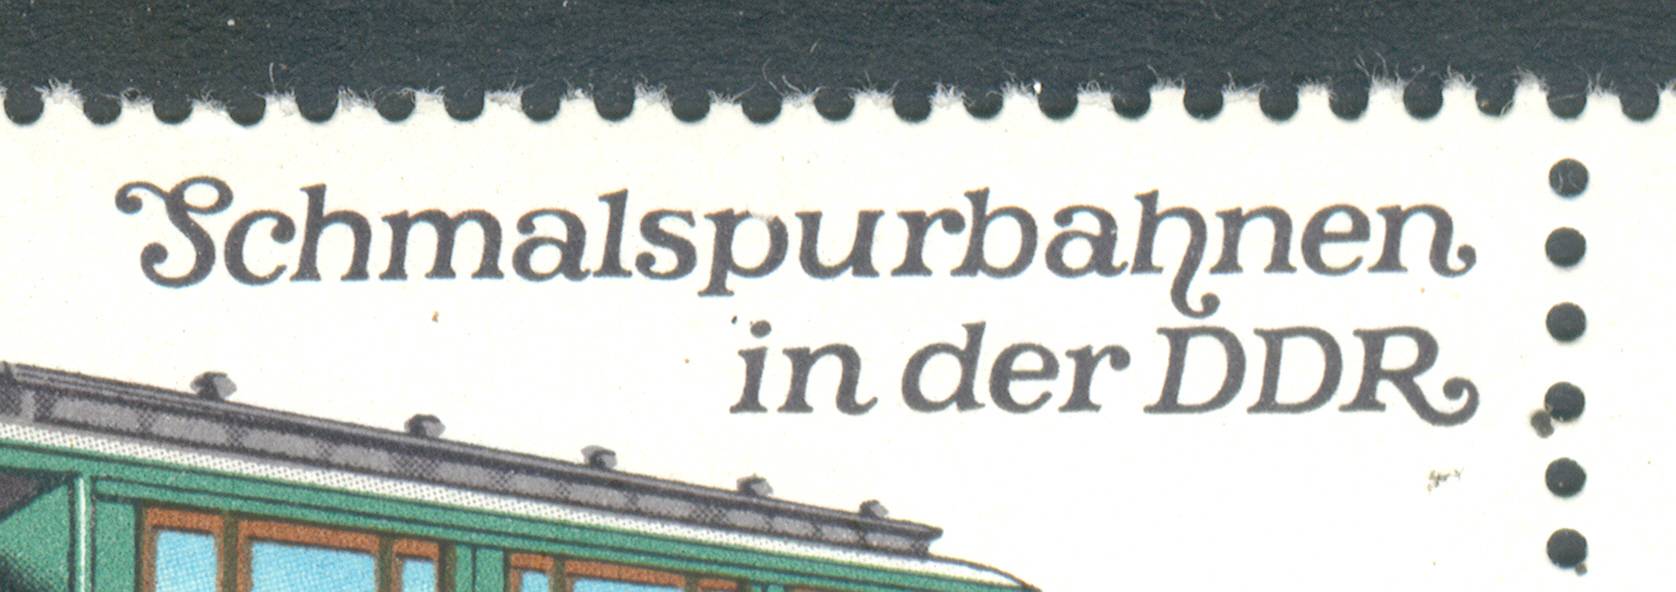 Schmalspurbahnen
in der DDR